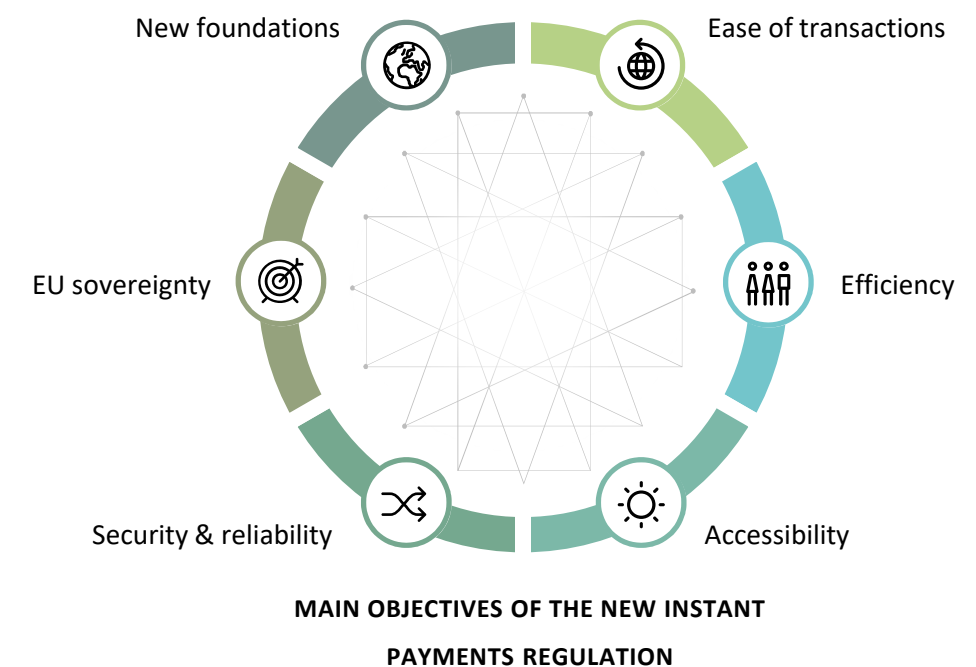 New foundations
Ease of transactions
EU sovereignty
Efficiency
Security & reliability
Accessibility
MAIN OBJECTIVES OF THE NEW INSTANT
PAYMENTS REGULATION